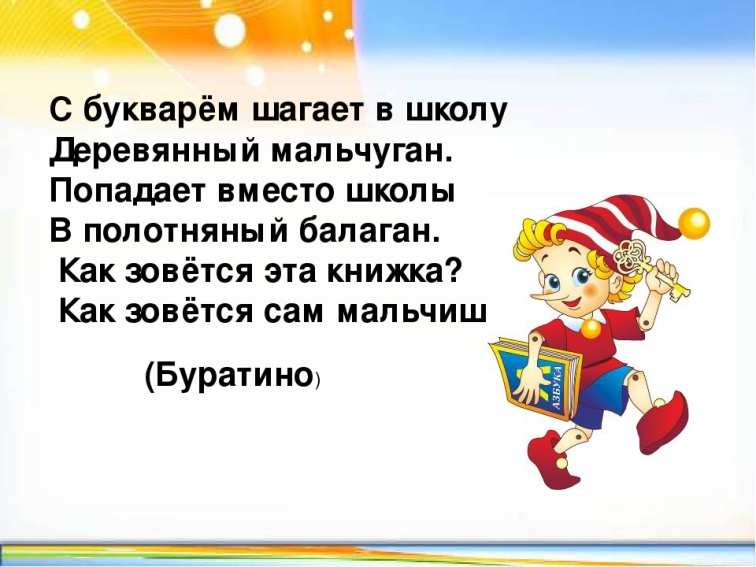 С букварём шагает в школу
Деревянный мальчуган.
Попадает вместо школы
В полотняный балаган.
Как зовётся эта книжка?
Как зовётся сам мальчиш
(Буратино)
АЗБУКА